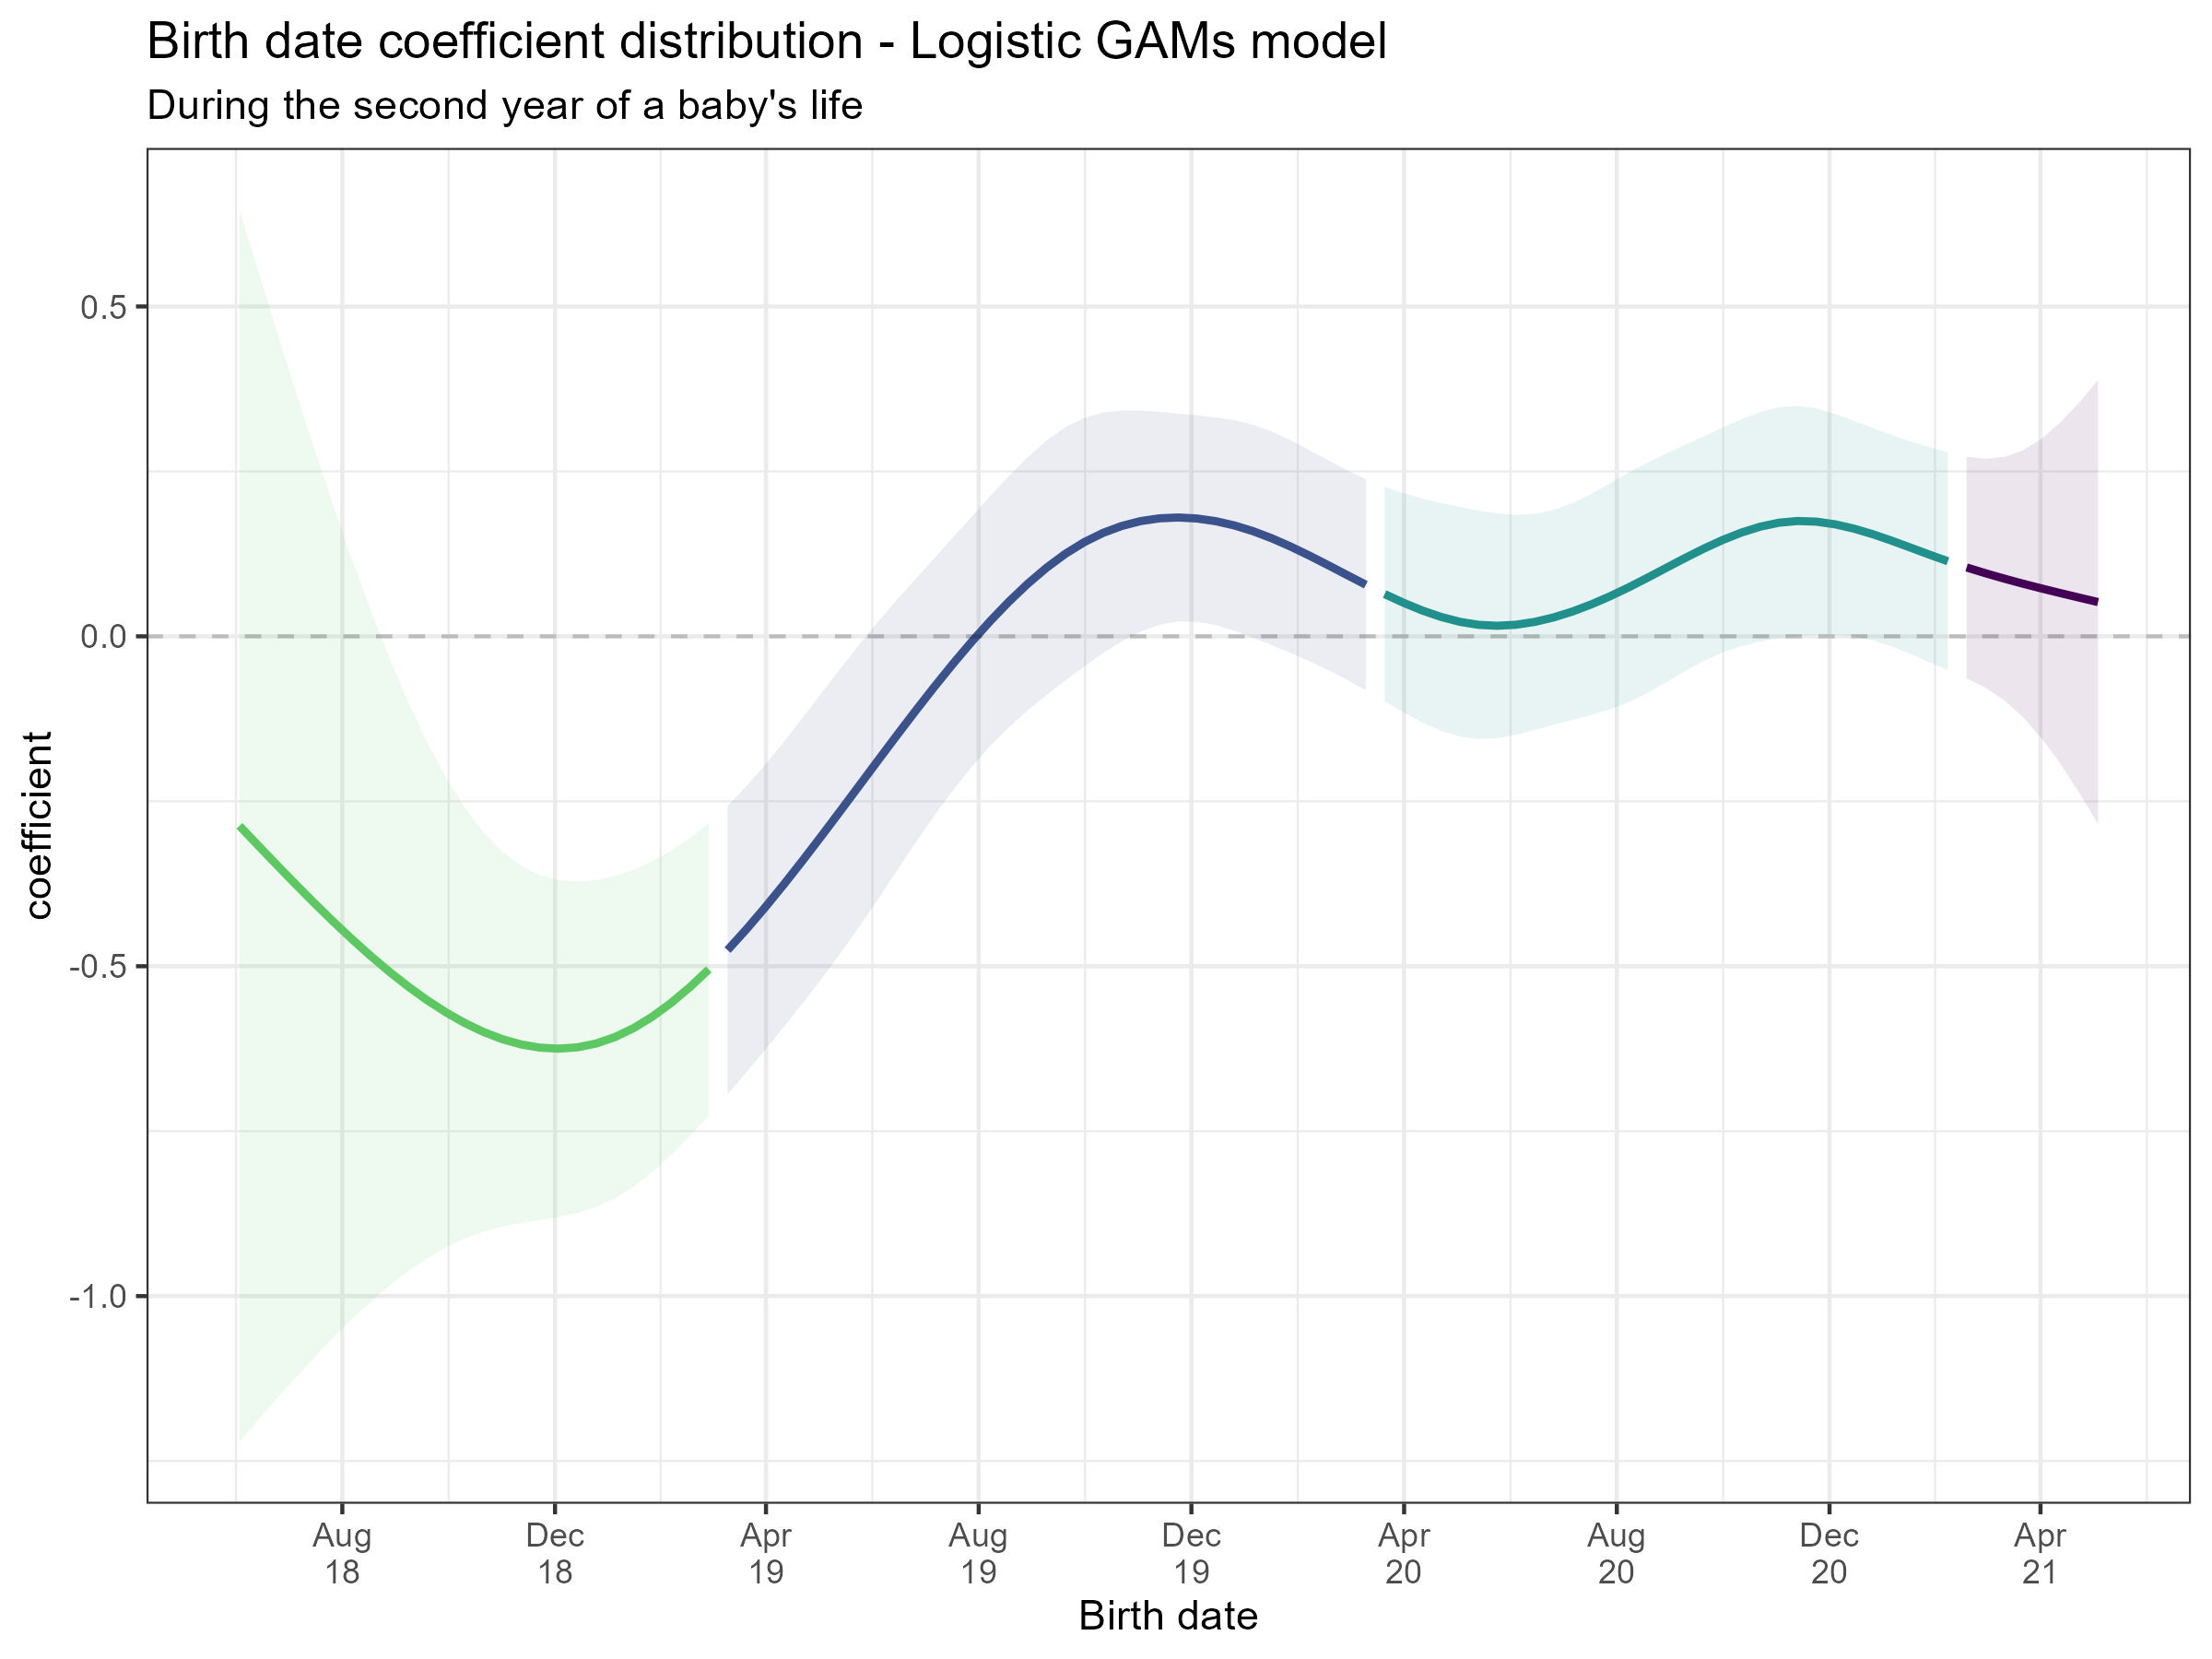 Birth date coefficient distribution - Logistic GAMs model
During the second year of a baby's life
coefficient
0.5
0.0
-0.5
-1.0
Aug
18
Dec
18
Apr
19
Aug
19
Dec
19
Apr
20
Aug
20
Dec
20
Apr
21
Birth date